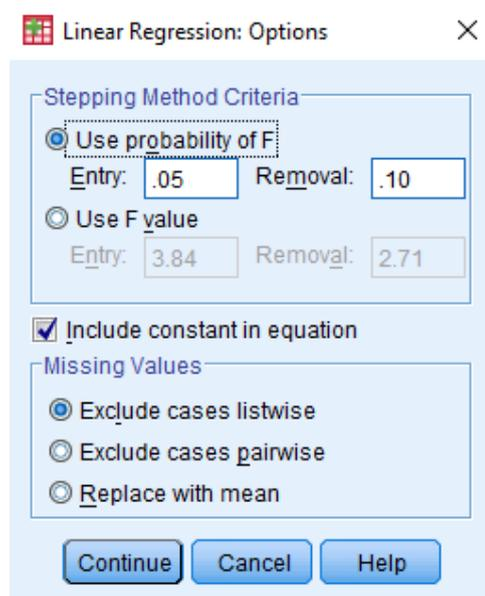 Linear Regression: Options
Stepping Method Criteria
Use probability of F
Entry: .05 Removal: .10
Use F value
Entry: 3.84 Removal: 2.71
Include constant in equation
Missing Values
Exclude cases listwise
Exclude cases pairwise
Replace with mean
Continue Cancel Help